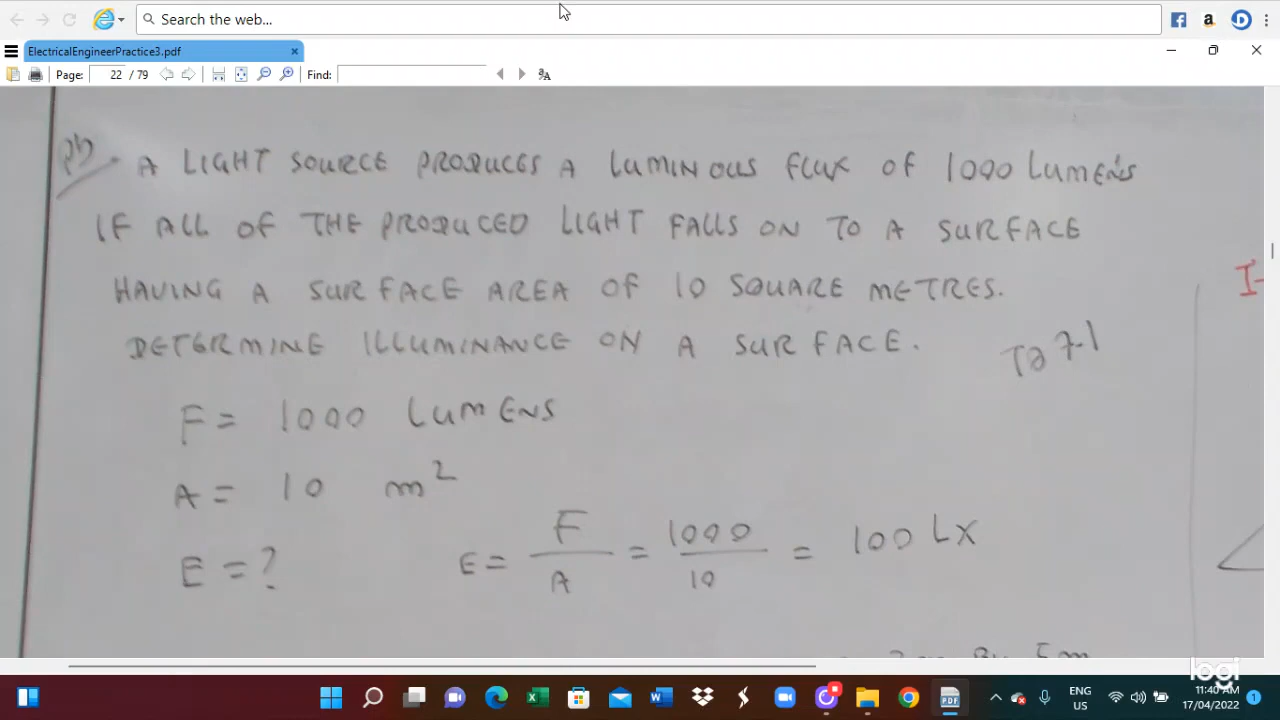 Search the web...
ElectricalEngineerPractice3.pdf
Page: 22 / 79 Find:
A LIGHT SOURCE PRODUCES A LUMINOUS FLUX OF 1000 LUMENS
IF ALL OF THE PRODUCED LIGHT FALLS ON TO A SURFACE
HAVING A SURFACE AREA OF 10 SQUARE METRES.
DETERMINE ILLUMINANCE ON A SURFACE.
F = 1000 LUMENS
A = 10 m²
E = ? E = F/A = 1000/10 = 100 LX
ENG
US
11:40 AM
17/04/2022
logi